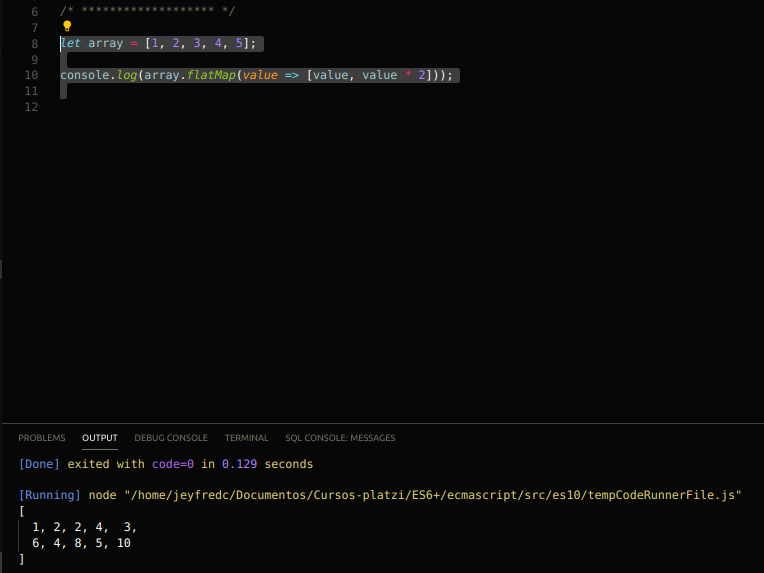 6 /* ******************* */
7
8 let array = [1, 2, 3, 4, 5];
9
10 console.log(array.flatMap(value => [value, value * 2]));
11
12
PROBLEMS OUTPUT DEBUG CONSOLE TERMINAL SQL CONSOLE: MESSAGES
[Done] exited with code=0 in 0.129 seconds
[Running] node "/home/jeyfredc/Documentos/Cursos-platzi/ES6+/ecmascript/src/es10/tempCodeRunnerFile.js"
[
1, 2, 2, 4, 3,
6, 4, 8, 5, 10
]